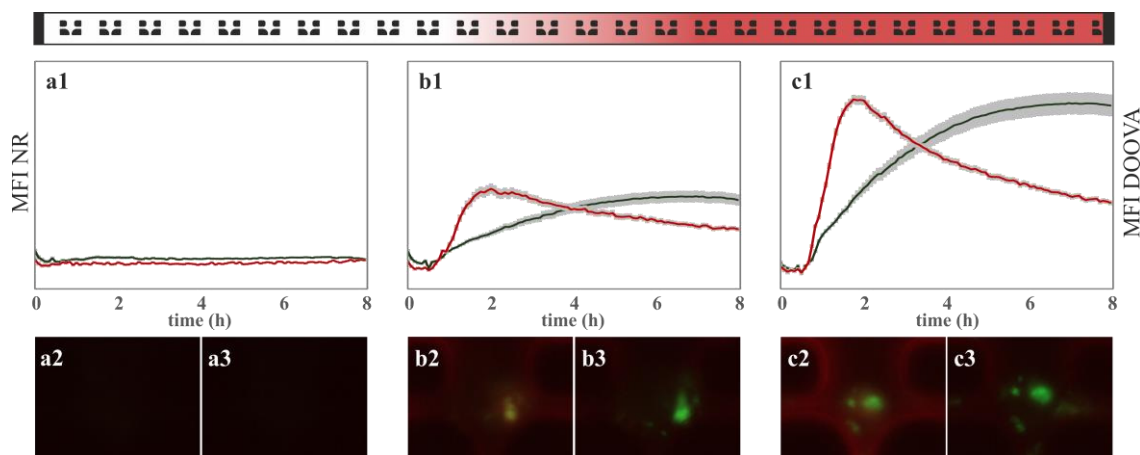 a1 b1 c1
MFI NR
MFI DOOVA
0 2 4 6 8 0 2 4 6 8 0 2 4 6 8
time (h) time (h) time (h)
a2 a3 b2 b3 c2 c3